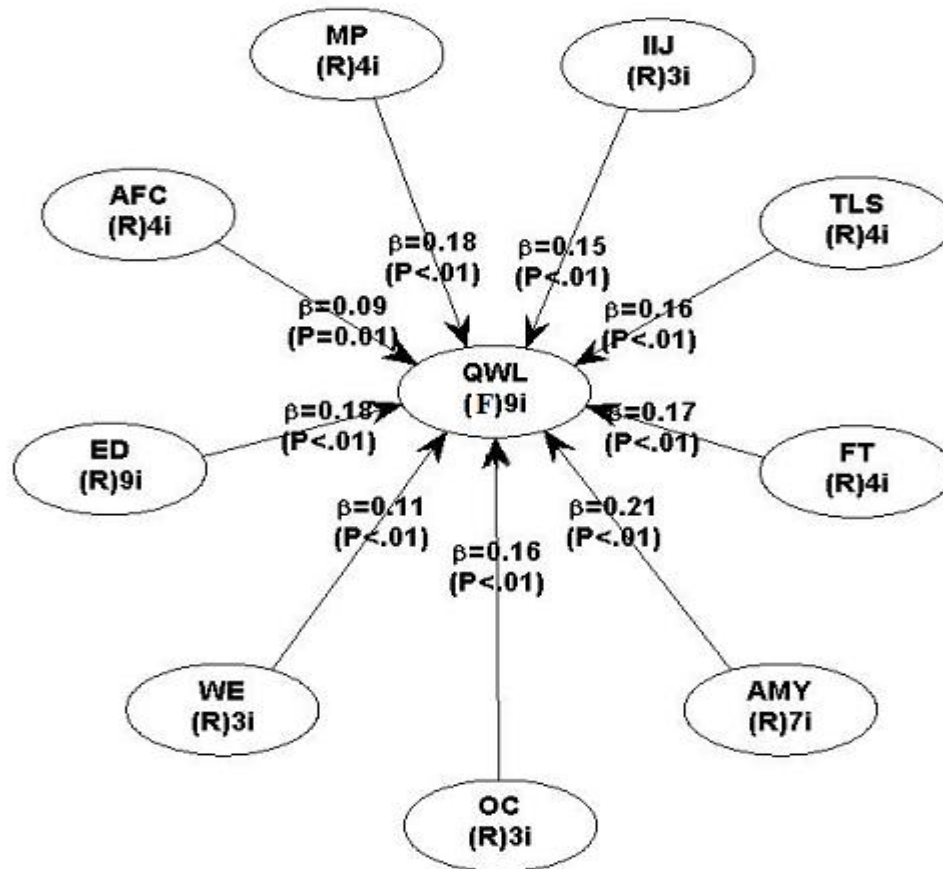 MP
(R)4i
IIJ
(R)3i
AFC
(R)4i
TLS
(R)4i
β=0.18
(P<.01)
β=0.15
(P<.01)
β=0.09
(P=0.01)
β=0.16
(P<.01)
QWL
(F)9i
ED
(R)9i
β=0.18
(P<.01)
β=0.17
(P<.01)
FT
(R)4i
β=0.11
(P<.01)
β=0.16
(P<.01)
β=0.21
(P<.01)
WE
(R)3i
AMY
(R)7i
OC
(R)3i